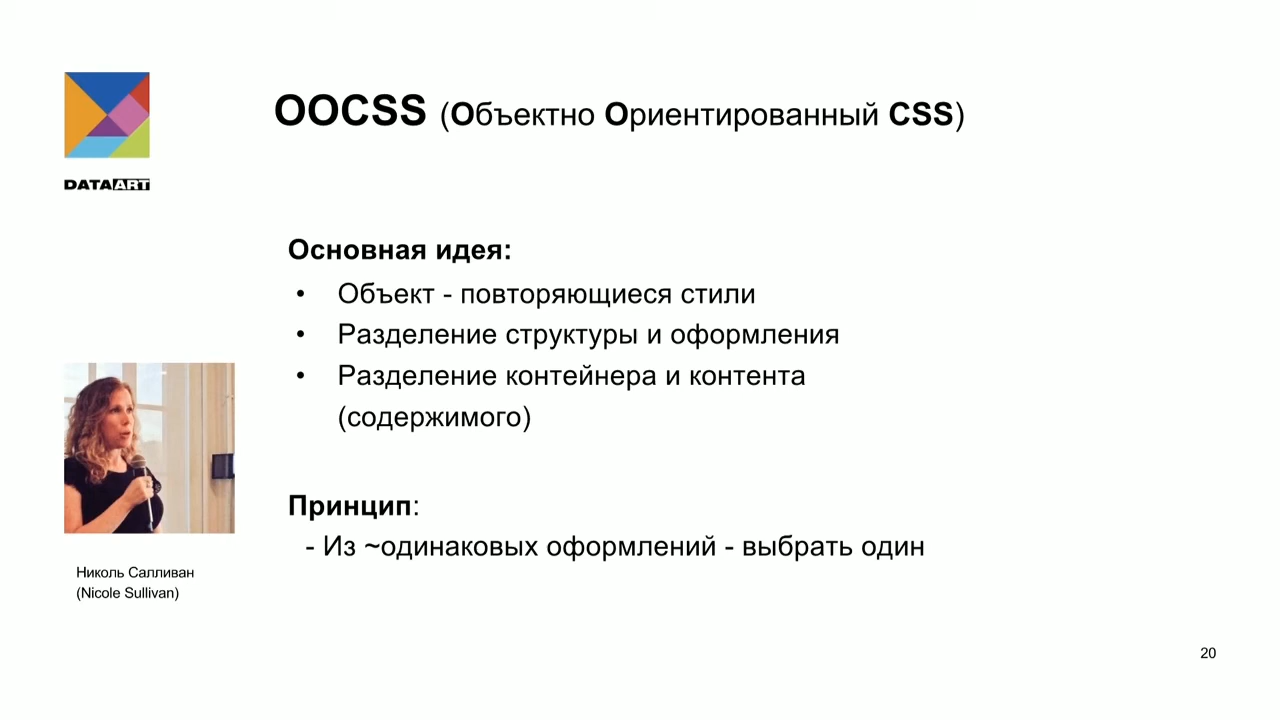 DATAART
OOCSS (Объектно Ориентированный CSS)
Основная идея:
• Объект - повторяющиеся стили
• Разделение структуры и оформления
• Разделение контейнера и контента
(содержимого)
Принцип:
- Из ~одинаковых оформлений - выбрать один
Николь Салливан
(Nicole Sullivan)
20